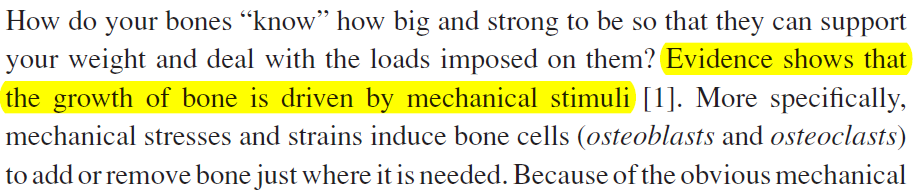 How do your bones “know” how big and strong to be so that they can support
your weight and deal with the loads imposed on them? Evidence shows that
the growth of bone is driven by mechanical stimuli [1]. More specifically,
mechanical stresses and strains induce bone cells (osteoblasts and osteoclasts)
to add or remove bone just where it is needed. Because of the obvious mechanical